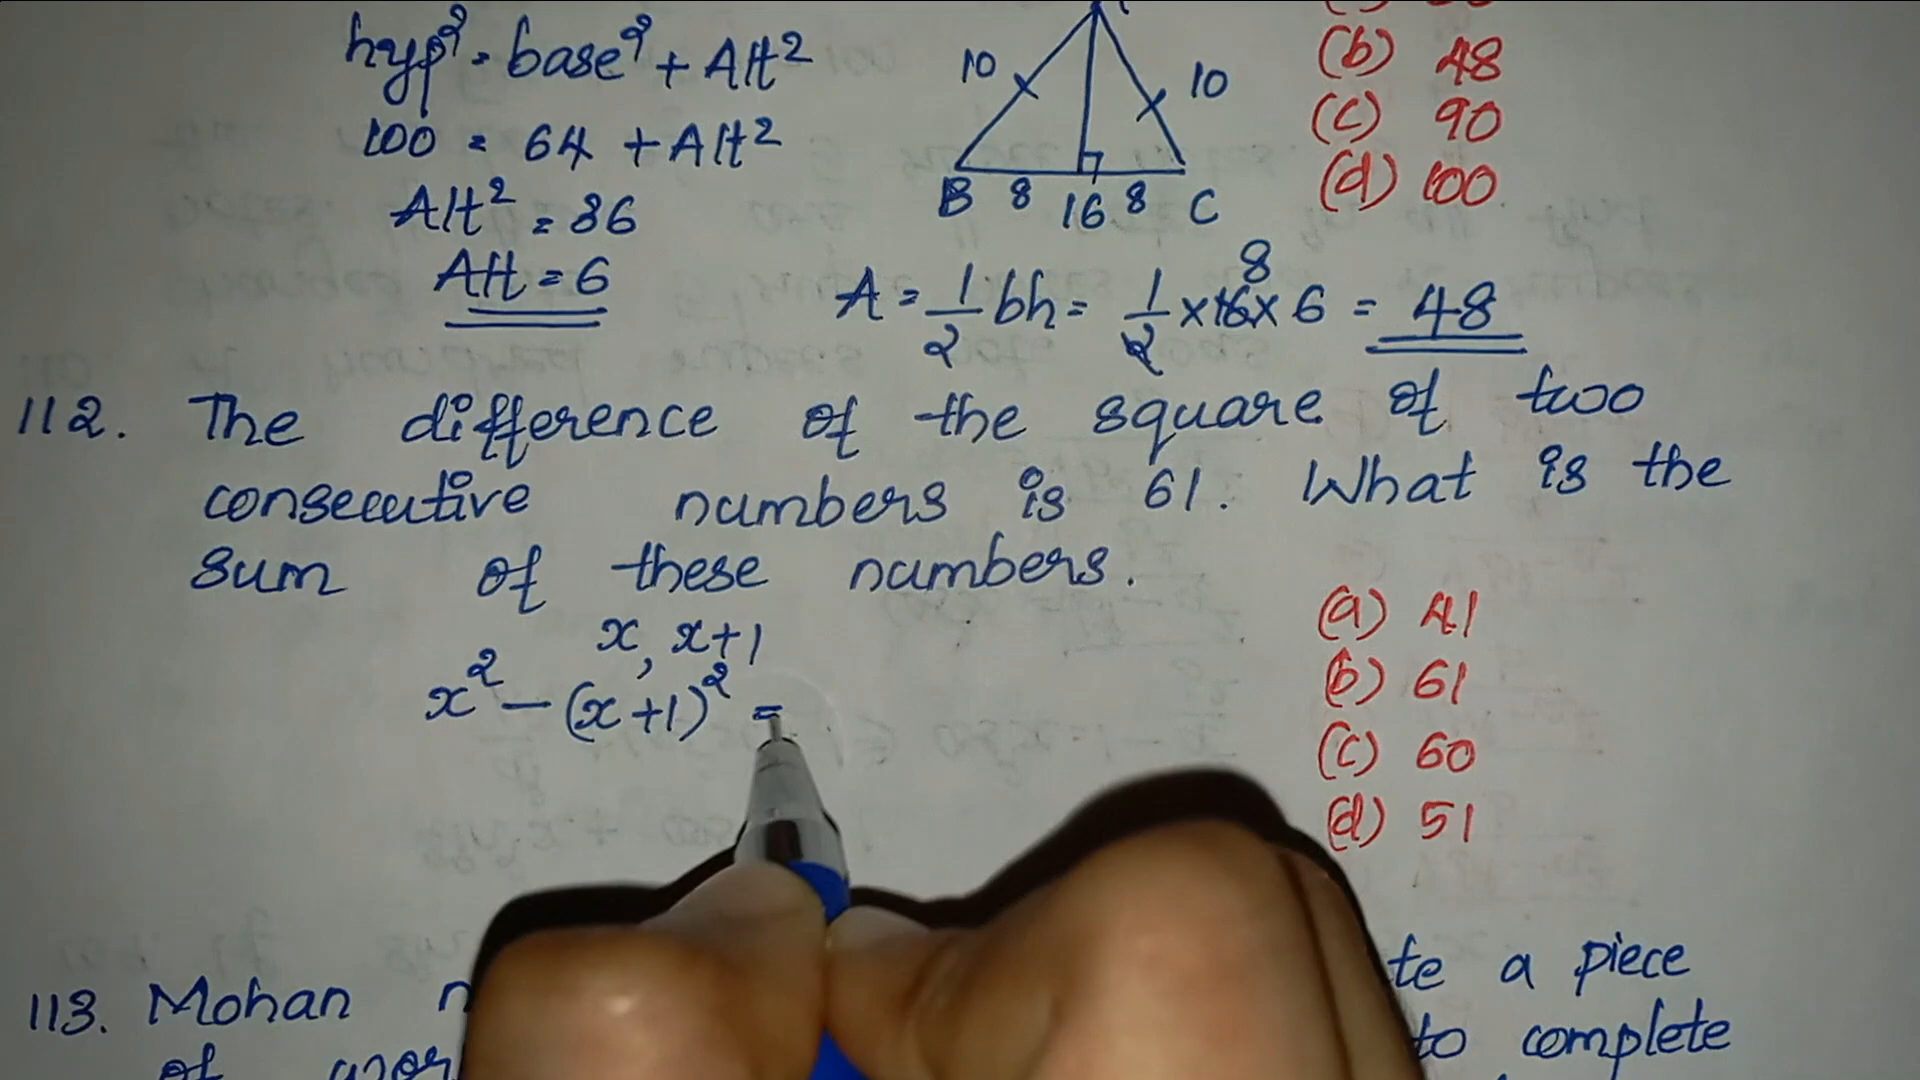 hyp² = base² + Alt²
100 = 64 + Alt²
Alt² = 36
Alt = 6
10
10
B 8 16 8 C
(b) 48
(c) 90
(d) 100
A = 1/2 bh = 1/2 × 16 × 6 = 48
8
112. The difference of the square of two
consecutive numbers is 61. What is the
sum of these numbers.
x, x+1
x² - (x+1)² =
(a) 41
(b) 61
(c) 60
(d) 51
113. Mohan te a piece
of to complete